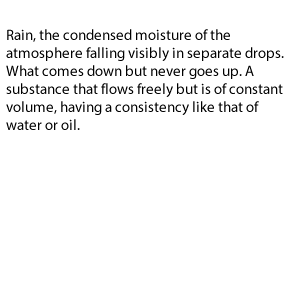 Rain, the condensed moisture of the
atmosphere falling visibly in separate drops.
What comes down but never goes up. A
substance that flows freely but is of constant
volume, having a consistency like that of
water or oil.